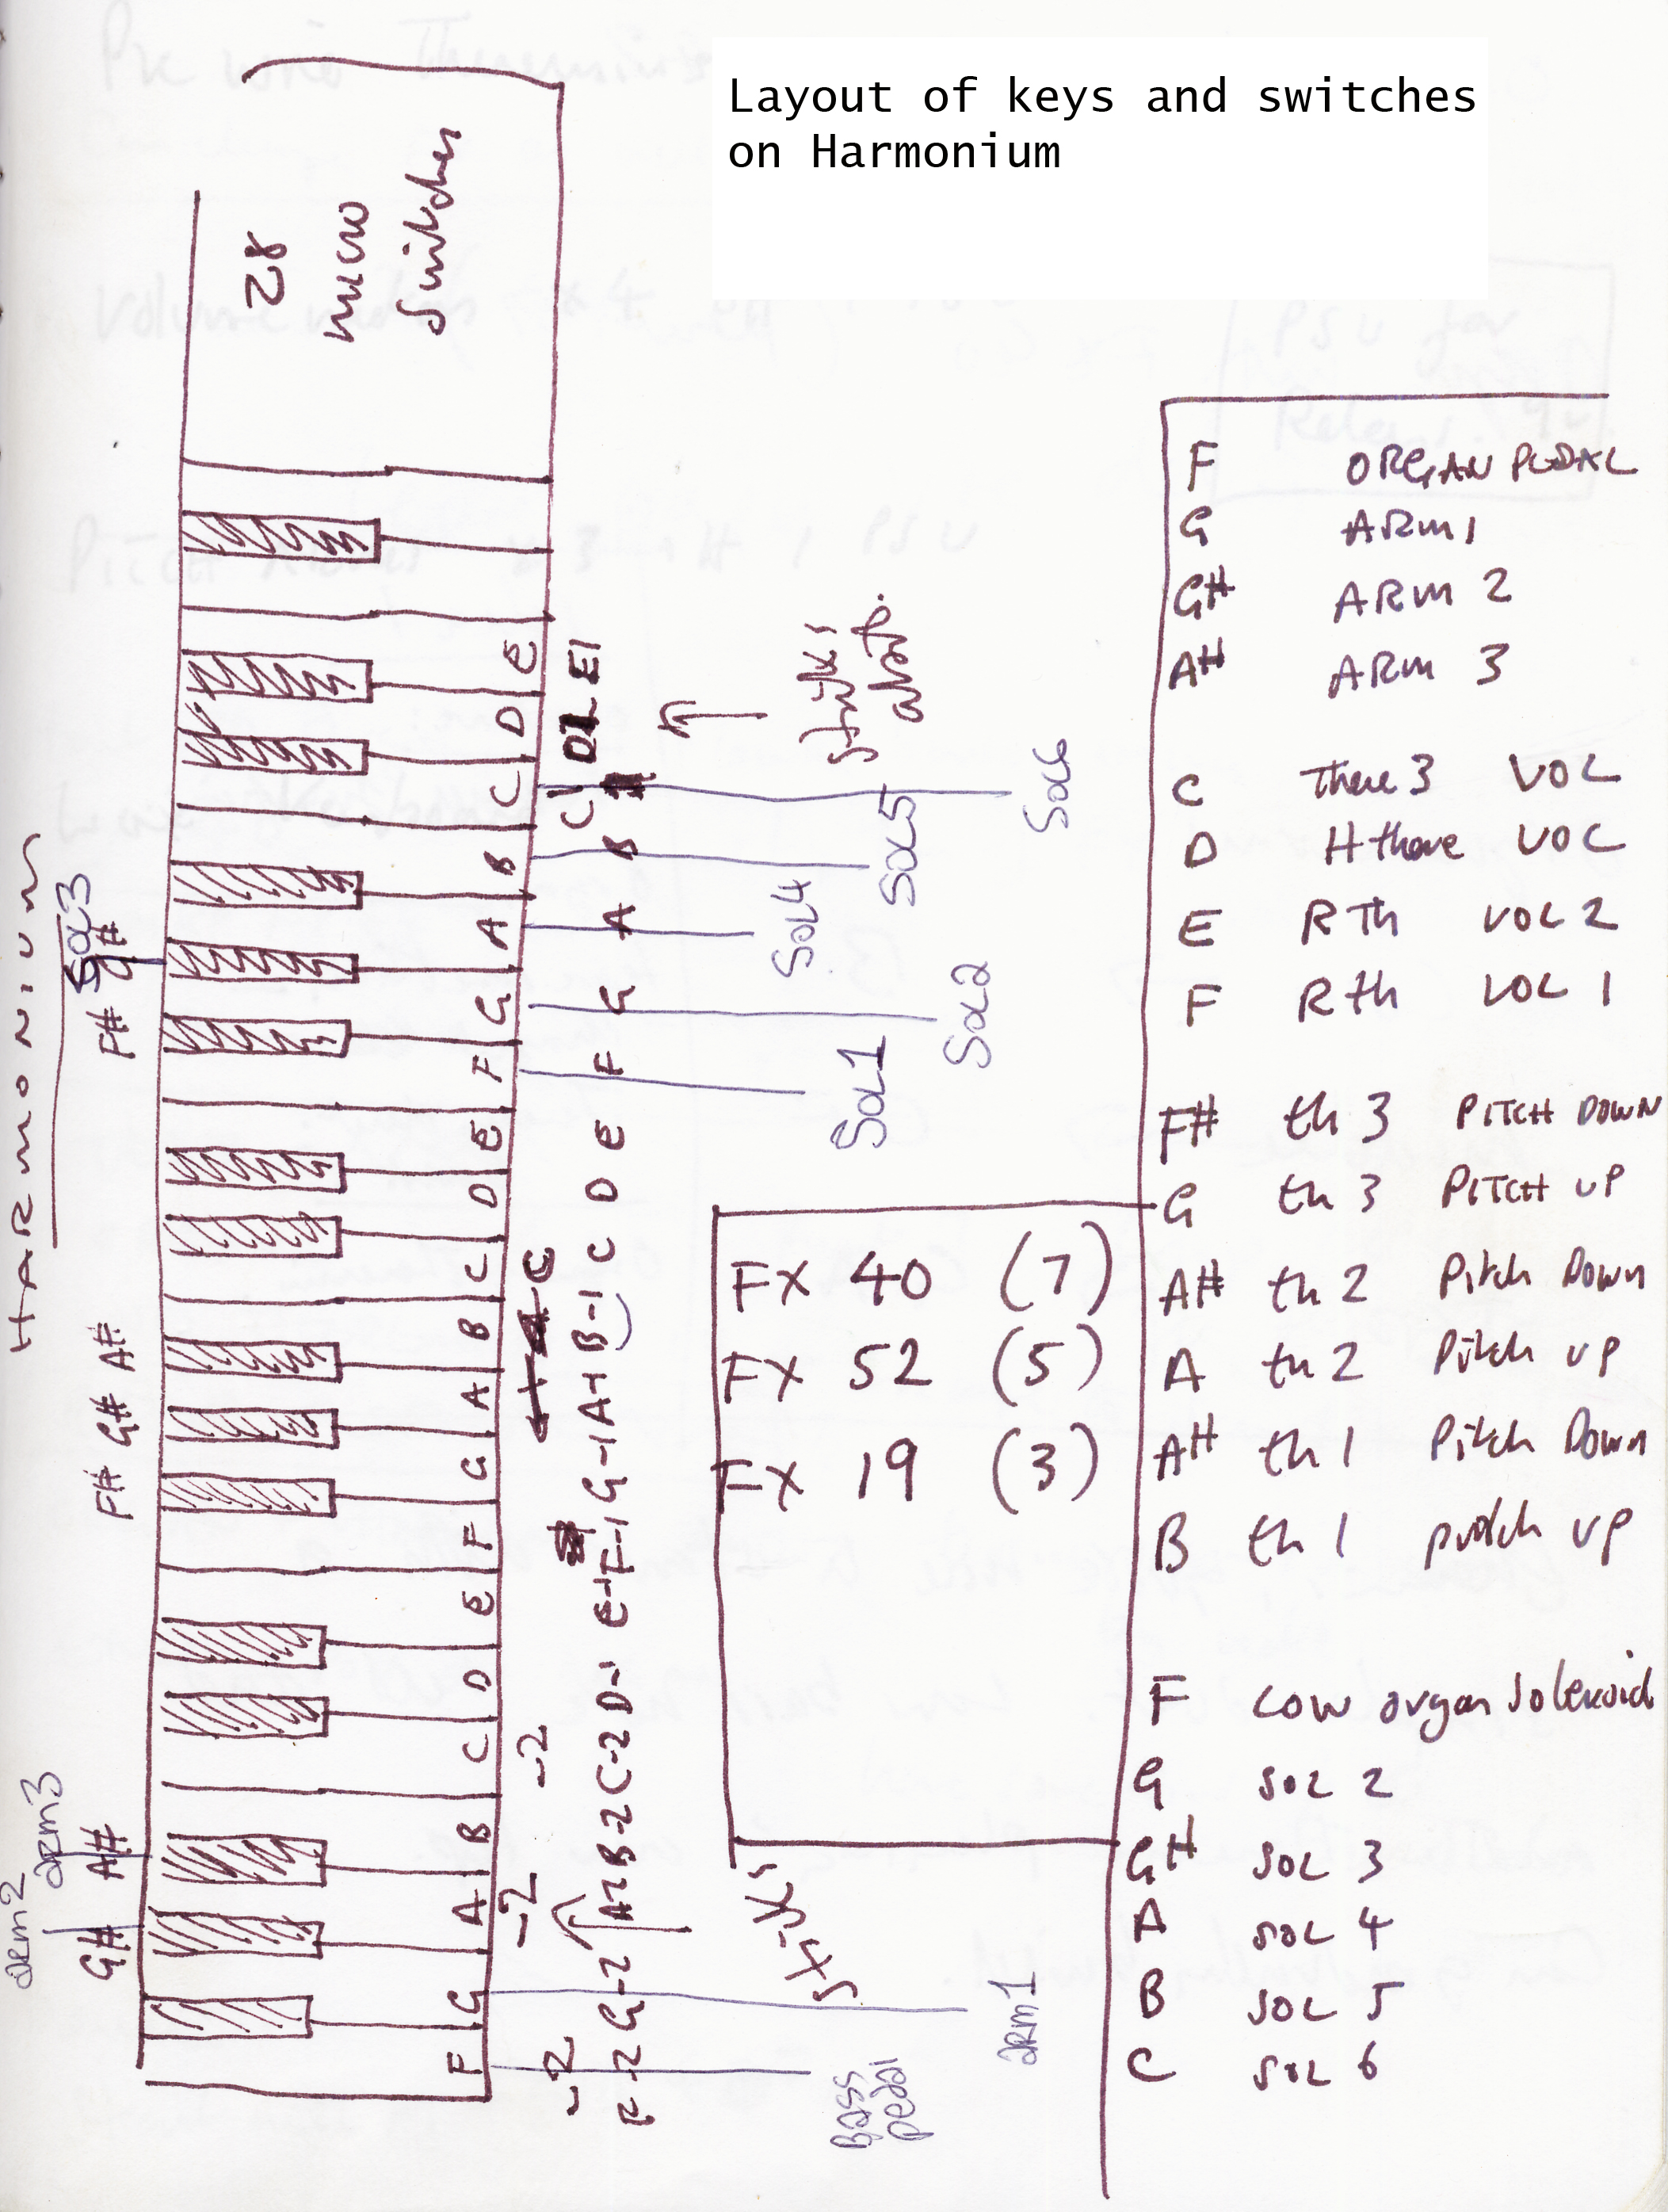 Layout of keys and switches
on Harmonium
HARMONIUM
28
micro
switches
F# G#
SOL3
F# G# A#
G# A#
arm2
arm3
F G A B C D E F G A B C D E F G A B C D E
-2 -2 -2
F-2 G-2 A-2 B-2 C-2 D-1 E-1 F-1 G-1 A-1 B-1 C D E F G A B C1 D1 E1
C
SOL1
SOL2
SOL4
SOL5
SOL6
arm1
Bass
pedal
FX 40 (7)
FX 52 (5)
FX 19 (3)
F ORGAN PEDAL
G ARM 1
G# ARM 2
A# ARM 3
C There 3 VOL
D H there VOL
E R Th VOL 2
F R th VOL 1
F# th 3 PITCH DOWN
G th 3 PITCH UP
A# th 2 Pitch Down
A th 2 Pitch up
A# th 1 Pitch Down
B th 1 pitch up
F Low organ solenoid
G SOL 2
G# SOL 3
A SOL 4
B SOL 5
C SOL 6